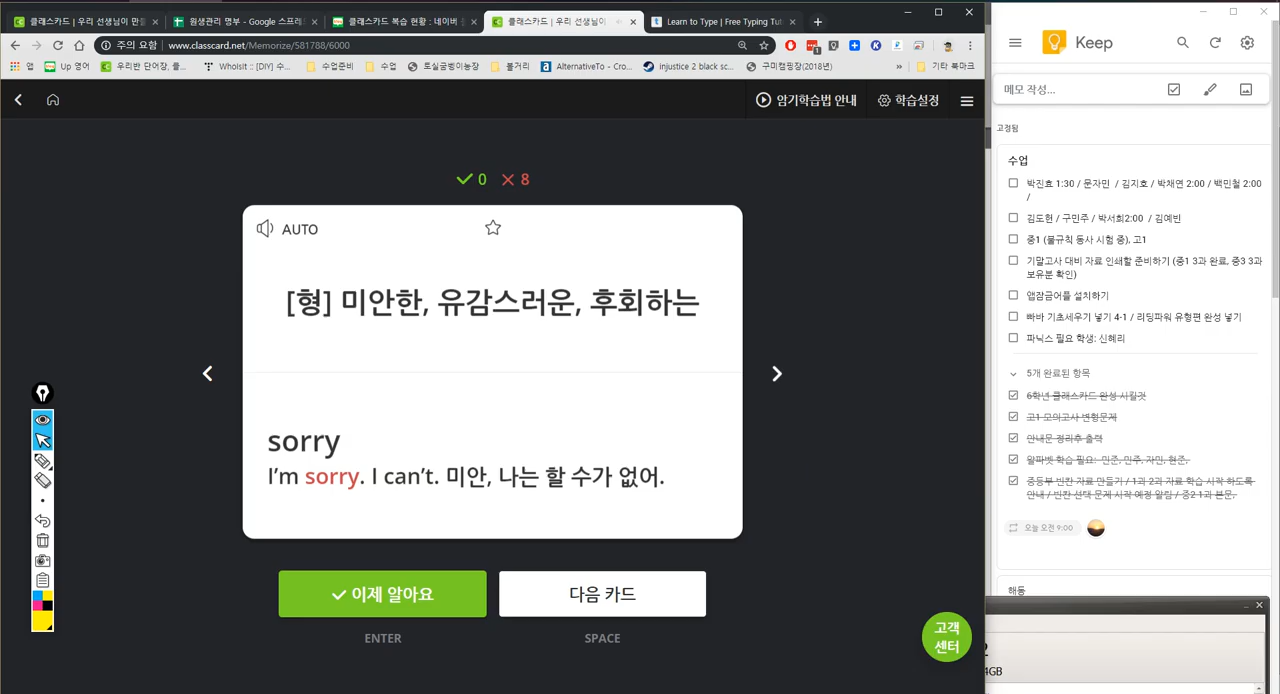 클래스카드 | 우리 선생님이 만들
원생관리 명부 - Google 스프레
클래스카드 복습 현황 : 네이버
클래스카드 | 우리 선생님이
Learn to Type | Free Typing Tut
주의 요함 | www.classcard.net/Memorize/581788/6000
앱
Up 영어
우리반 단어장, 클...
WhoisIt :: [DIY] 수...
수업준비
수업
토실굼벵이농장
볼거리
AlternativeTo - Cro...
injustice 2 black sc...
구미캠핑장(2018년)
»
기타 북마크
암기학습법 안내
학습설정
0
8
AUTO
[형] 미안한, 유감스러운, 후회하는
sorry
I'm sorry. I can't. 미안, 나는 할 수가 없어.
이제 알아요
다음 카드
ENTER
SPACE
고객
센터
Keep
메모 작성...
고정됨
수업
박진효 1:30 / 문자민 / 김지호 / 박채연 2:00 / 백민철 2:00
/
김도현 / 구민주 / 박서희2:00 / 김예빈
중1 (불규칙 동사 시험 중), 고1
기말고사 대비 자료 인쇄할 준비하기 (중1 3과 완료, 중3 3과
보유분 확인)
앱잠금어플 설치하기
빠바 기초세우기 넣기 4-1 / 리딩파워 유형편 완성 넣기
파닉스 필요 학생: 신혜리
5개 완료된 항목
6학년 클래스카드 완성 시킬것
고1 모의고사 변형문제
안내문 정리후 출력
알파벳 학습 필요: 민준, 민주, 자민, 현준,
중등부 빈칸 자료 만들기 / 1과 2과 자료 학습 시작 하도록
안내 / 빈칸 선택 문제 시작 예정 알림 / 중2 1과 본문,
오늘 오전 9:00
해동
4GB